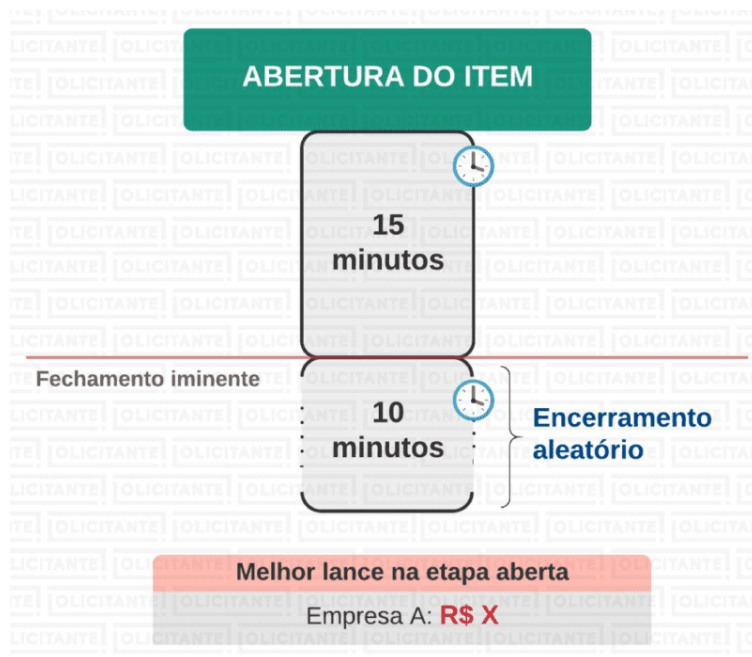 ABERTURA DO ITEM
15
minutos
Fechamento iminente
10
minutos
Encerramento
aleatório
Melhor lance na etapa aberta
Empresa A: R$ X